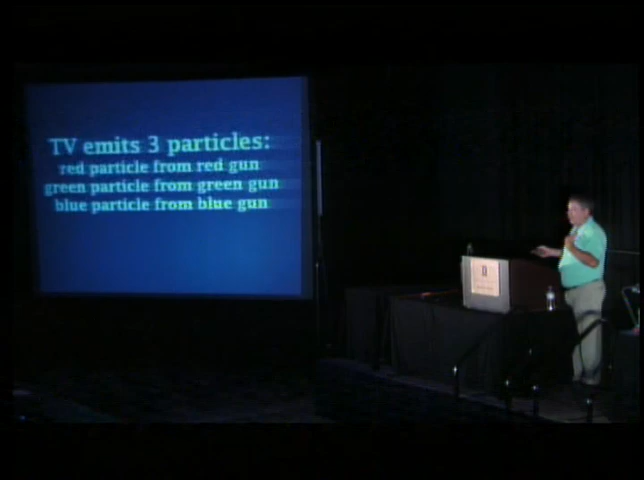 TV emits 3 particles:
red particle from red gun
green particle from green gun
blue particle from blue gun